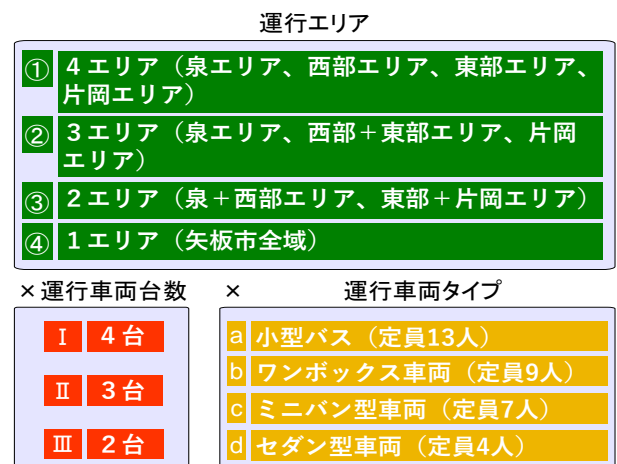 運行エリア
① 4エリア（泉エリア、西部エリア、東部エリア、
片岡エリア）
② 3エリア（泉エリア、西部＋東部エリア、片岡
エリア）
③ 2エリア（泉＋西部エリア、東部＋片岡エリア）
④ 1エリア（矢板市全域）
×運行車両台数
Ⅰ 4台
Ⅱ 3台
Ⅲ 2台
× 運行車両タイプ
a 小型バス（定員13人）
b ワンボックス車両（定員9人）
c ミニバン型車両（定員7人）
d セダン型車両（定員4人）